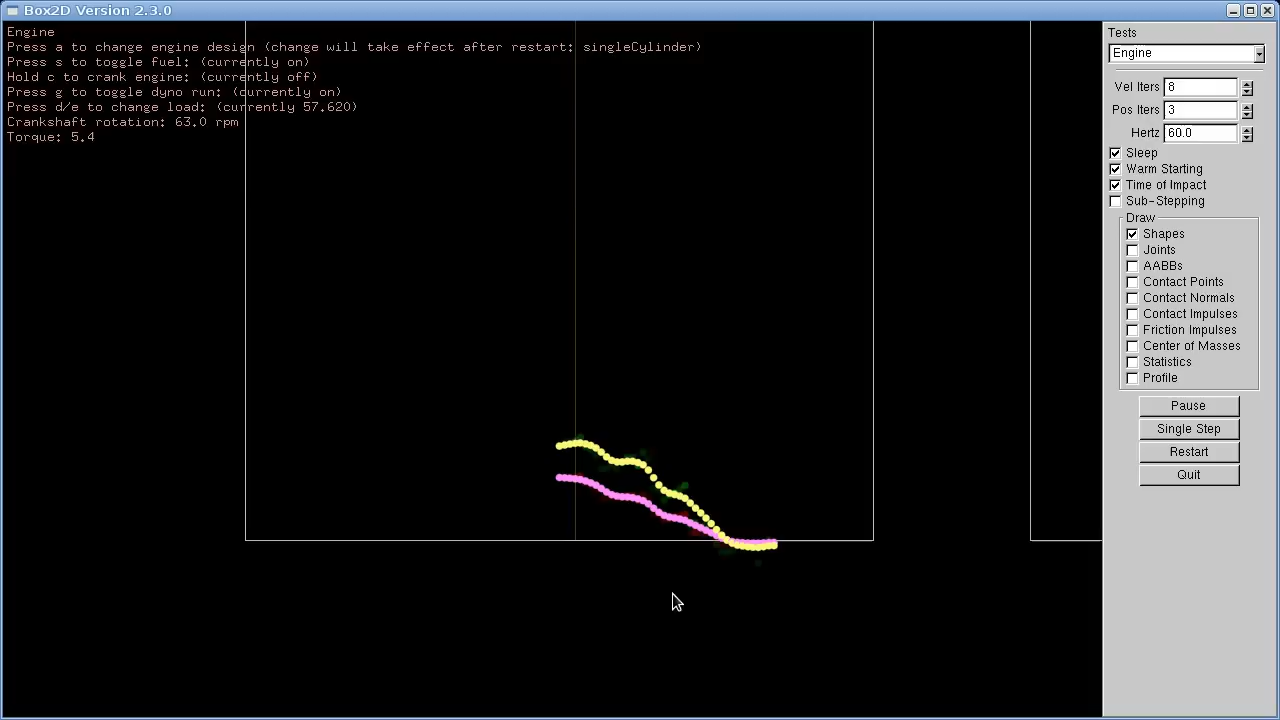 Box2D Version 2.3.0
Engine
Press a to change engine design (change will take effect after restart: singleCylinder)
Press s to toggle fuel: (currently on)
Hold c to crank engine: (currently off)
Press g to toggle dyno run: (currently on)
Press d/e to change load: (currently 57.620)
Crankshaft rotation: 63.0 rpm
Torque: 5.4
Tests
Engine
Vel Iters 8
Pos Iters 3
Hertz 60.0
Sleep
Warm Starting
Time of Impact
Sub-Stepping
Draw
Shapes
Joints
AABBs
Contact Points
Contact Normals
Contact Impulses
Friction Impulses
Center of Masses
Statistics
Profile
Pause
Single Step
Restart
Quit